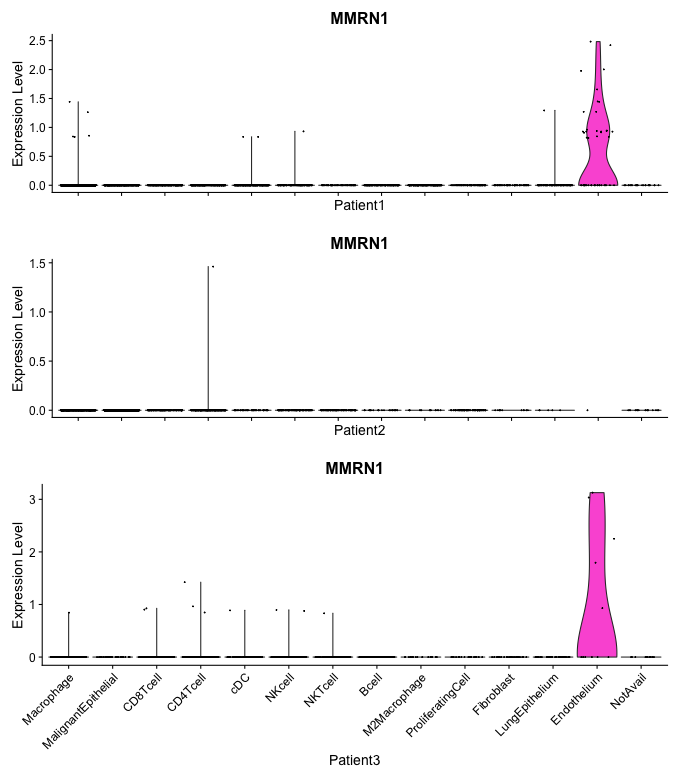 MMRN1
Expression Level
2.5
2.0
1.5
1.0
0.5
0.0
Patient1
MMRN1
Expression Level
1.5
1.0
0.5
0.0
Patient2
MMRN1
Expression Level
3
2
1
0
Macrophage
MalignantEpithelial
CD8Tcell
CD4Tcell
cDC
NKcell
NKTcell
Bcell
M2Macrophage
ProliferatingCell
Fibroblast
LungEpithelium
Endothelium
NotAvail
Patient3